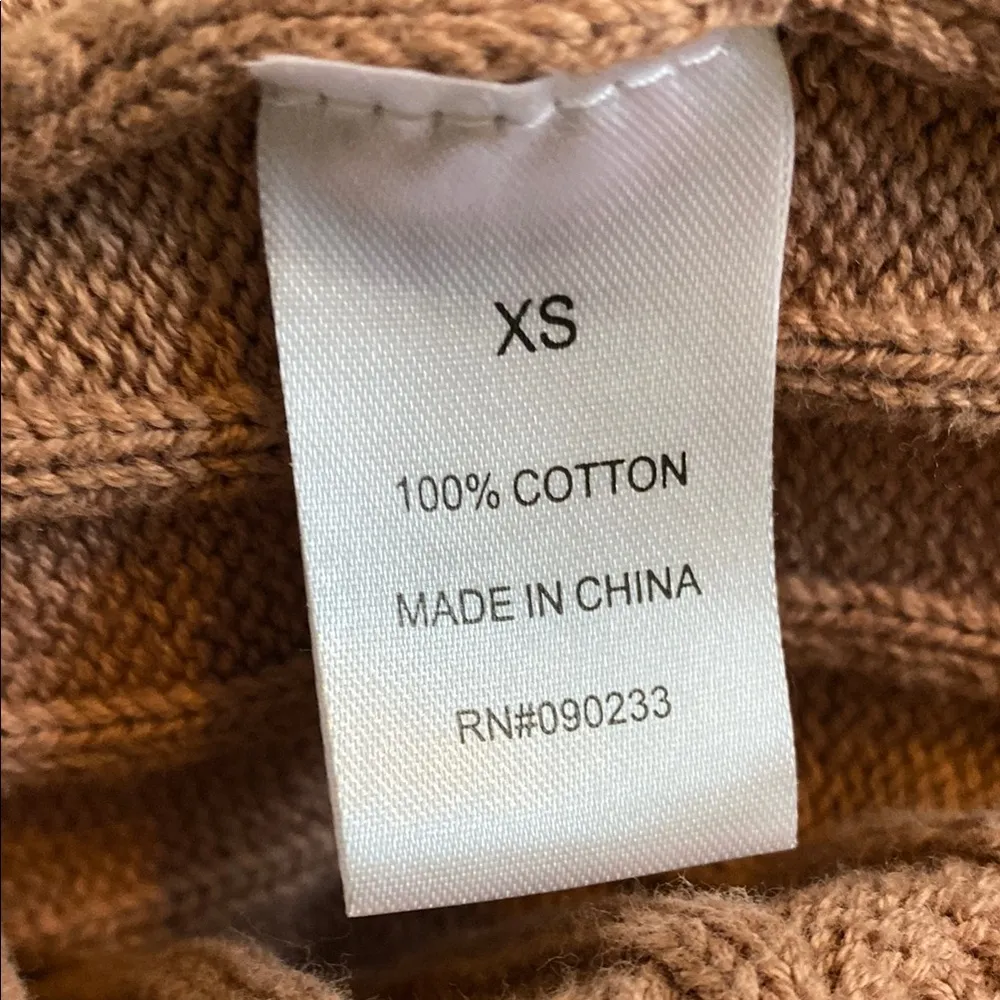 XS
100% COTTON
MADE IN CHINA
RN#090233